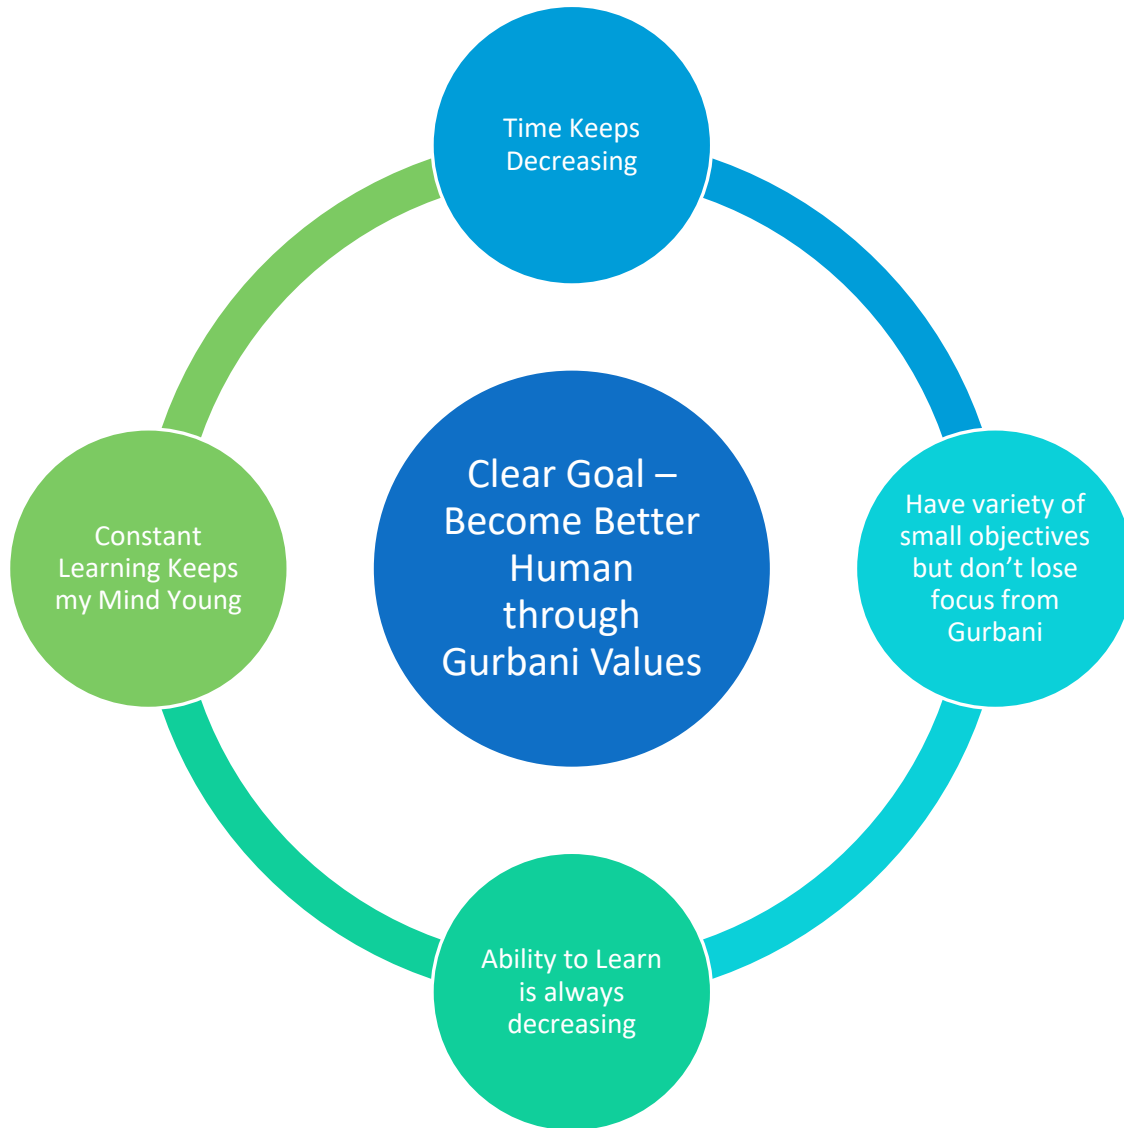 Time Keeps
Decreasing
Clear Goal –
Become Better
Human
through
Gurbani Values
Have variety of
small objectives
but don’t lose
focus from
Gurbani
Ability to Learn
is always
decreasing
Constant
Learning Keeps
my Mind Young